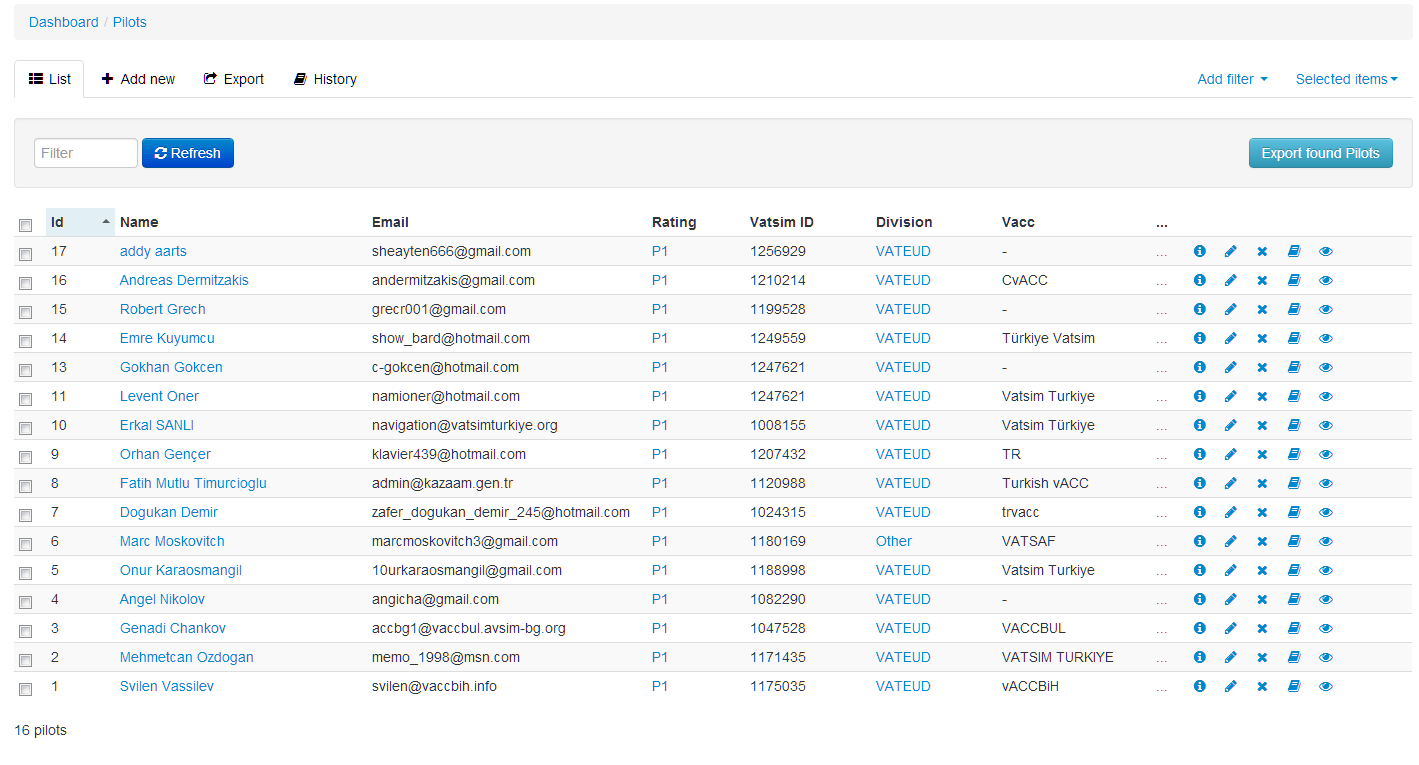 Dashboard / Pilots
List Add new Export History Add filter Selected items
Filter Refresh Export found Pilots
Id Name Email Rating Vatsim ID Division Vacc ...
17 addy aarts sheayten666@gmail.com P1 1256929 VATEUD - ...
16 Andreas Dermitzakis andermitzakis@gmail.com P1 1210214 VATEUD CvACC ...
15 Robert Grech grecr001@gmail.com P1 1199528 VATEUD - ...
14 Emre Kuyumcu show_bard@hotmail.com P1 1249559 VATEUD Türkiye Vatsim ...
13 Gokhan Gokcen c-gokcen@hotmail.com P1 1247621 VATEUD - ...
11 Levent Oner namioner@hotmail.com P1 1247621 VATEUD Vatsim Turkiye ...
10 Erkal SANLI navigation@vatsimturkiye.org P1 1008155 VATEUD Vatsim Türkiye ...
9 Orhan Gençer klavier439@hotmail.com P1 1207432 VATEUD TR ...
8 Fatih Mutlu Timurcioglu admin@kazaam.gen.tr P1 1120988 VATEUD Turkish vACC ...
7 Dogukan Demir zafer_dogukan_demir_245@hotmail.com P1 1024315 VATEUD trvacc ...
6 Marc Moskovitch marcmoskovitch3@gmail.com P1 1180169 Other VATSAF ...
5 Onur Karaosmangil 10urkaraosmangil@gmail.com P1 1188998 VATEUD Vatsim Turkiye ...
4 Angel Nikolov angicha@gmail.com P1 1082290 VATEUD - ...
3 Genadi Chankov accbg1@vaccbul.avsim-bg.org P1 1047528 VATEUD VACCBUL ...
2 Mehmetcan Ozdogan memo_1998@msn.com P1 1171435 VATEUD VATSIM TURKIYE ...
1 Svilen Vassilev svilen@vaccbih.info P1 1175035 VATEUD vACCBiH ...
16 pilots